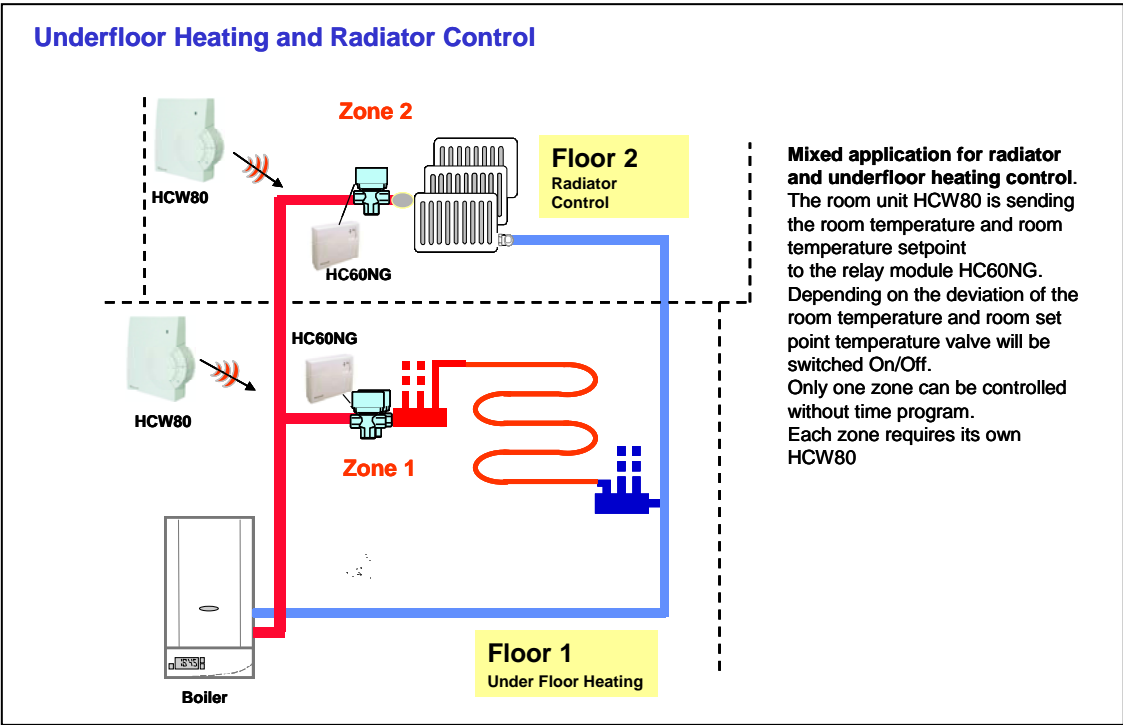 Underfloor Heating and Radiator Control
Zone 2
HCW80
HC60NG
Floor 2
Radiator
Control
Mixed application for radiator
and underfloor heating control.
The room unit HCW80 is sending
the room temperature and room
temperature setpoint
to the relay module HC60NG.
Depending on the deviation of the
room temperature and room set
point temperature valve will be
switched On/Off.
Only one zone can be controlled
without time program.
Each zone requires its own
HCW80
HC60NG
HCW80
Zone 1
Floor 1
Under Floor Heating
Boiler